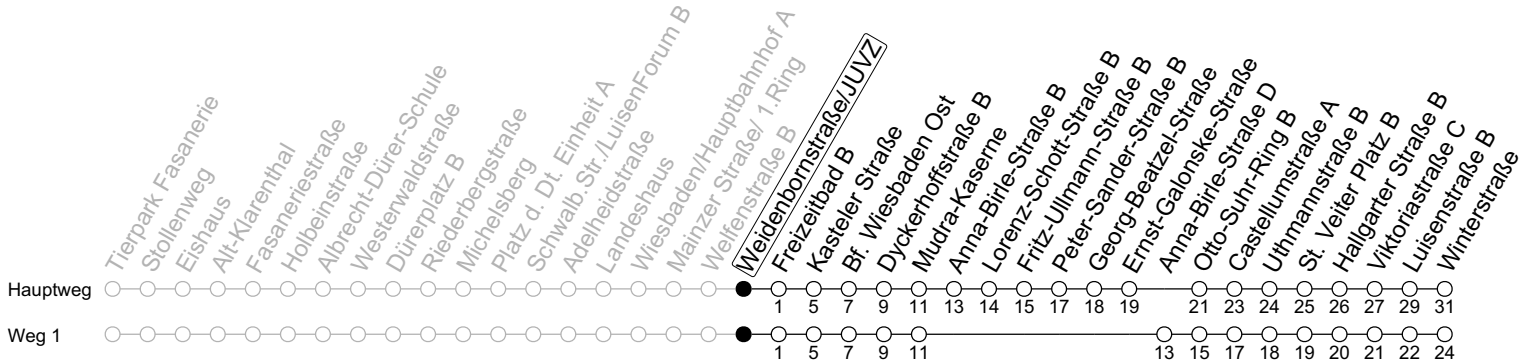 Tierpark Fasanerie
Stollenweg
Eishaus
Alt-Klarenthal
Fasaneriestraße
Holbeinstraße
Albrecht-Dürer-Schule
Westerwaldstraße
Dürerplatz B
Riederbergstraße
Michelsberg
Platz d. Dt. Einheit A
Schwalb.Str./LuisenForum B
Adelheidstraße
Landeshaus
Wiesbaden/Hauptbahnhof A
Mainzer Straße/ 1.Ring
Welfenstraße B
Weidenbornstraße/JUVZ
Freizeitbad B
Kasteler Straße
Bf. Wiesbaden Ost
Dyckerhoffstraße B
Mudra-Kaserne
Anna-Birle-Straße B
Lorenz-Schott-Straße B
Fritz-Ullmann-Straße B
Peter-Sander-Straße B
Georg-Beatzel-Straße
Ernst-Galonske-Straße
Anna-Birle-Straße D
Otto-Suhr-Ring B
Castellumstraße A
Uthmannstraße B
St. Veiter Platz B
Hallgarter Straße B
Viktoriastraße C
Luisenstraße B
Winterstraße
Hauptweg
1 5 7 9 11 13 14 15 17 18 19 21 23 24 25 26 27 29 31
Weg 1
1 5 7 9 11 13 15 17 18 19 20 21 22 24